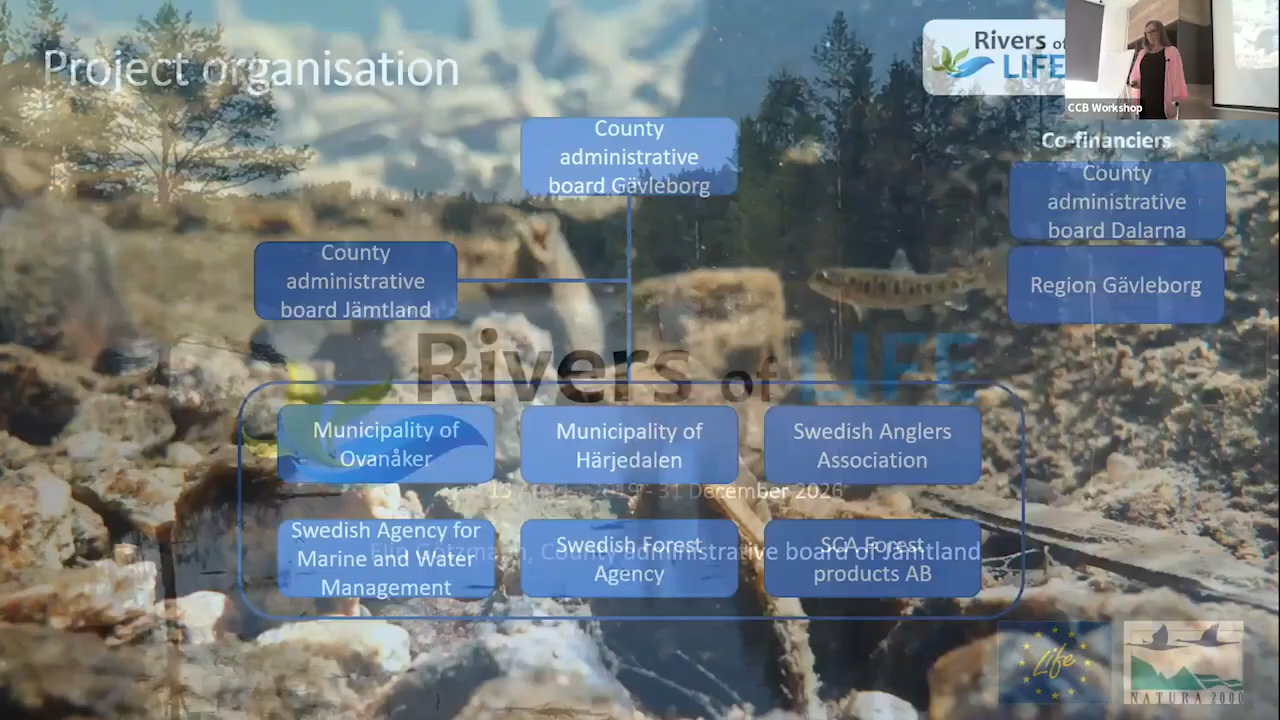 Project organisation
Rivers of
LIFE
CCB Workshop
County
administrative
board Gävleborg
Co-financiers
County
administrative
board Dalarna
County
administrative
board Jämtland
Region Gävleborg
Rivers of LIFE
Municipality of
Ovanåker
Municipality of
Härjedalen
Swedish Anglers
Association
2019 - 31 December 2026
Swedish Agency for
Marine and Water
Management
Swedish Forest
Agency
SCA Forest
products AB
County administrative board of Jämtland
Life
NATURA 2000